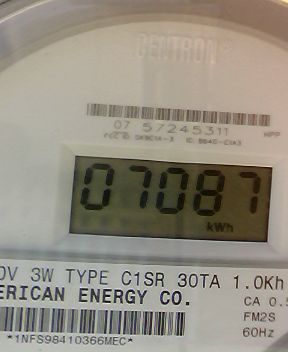 CENTRON
07 57245311
HPP
07087
kWh
0V 3W TYPE C1SR 30TA 1.0Kh
ERICAN ENERGY CO.
CA 0.5
FM2S
60Hz
*1NFS98410366MEC*